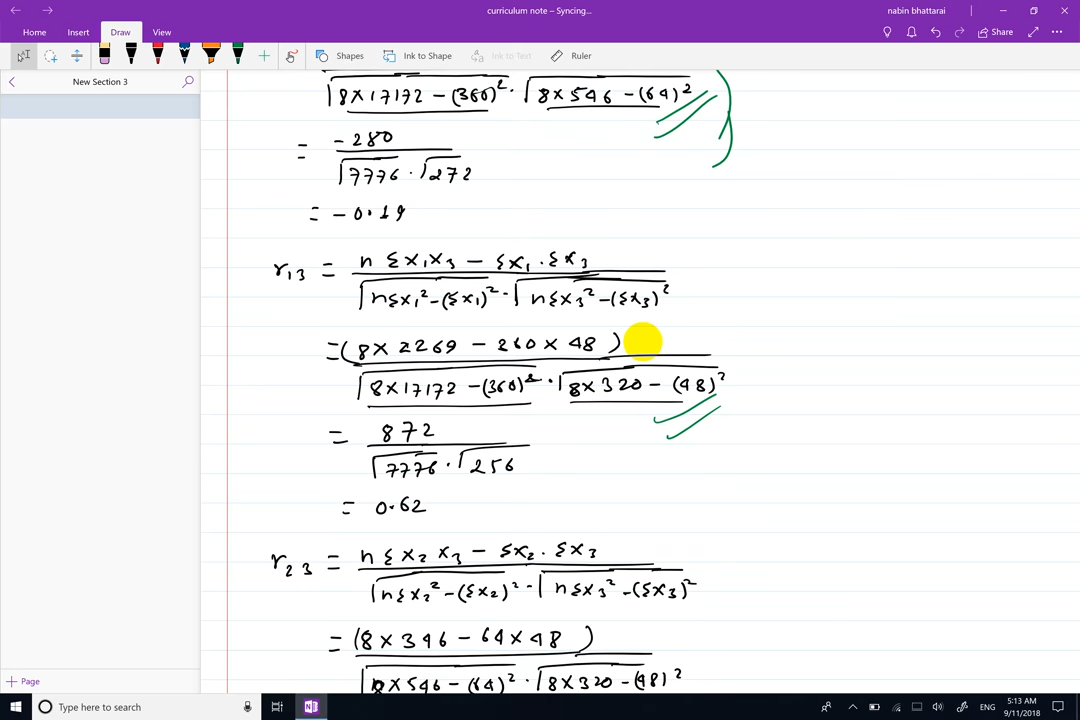 curriculum note - Syncing...
nabin bhattarai
Home Insert Draw View
Share
Shapes Ink to Shape Ink to Text Ruler
New Section 3
√8×17172-(360)² · √8×546-(64)²
-280
= √7776 · √272
= -0.19
n Σx₁x₃ - Σx₁ . Σx₃
r₁₃ =
√nΣx₁²-(Σx₁)² · √nΣx₃²-(Σx₃)²
=(8×2269 - 360×48)
√8×17172-(360)² · √8×320-(48)²
872
=
√7776 · √256
= 0.62
n Σx₂x₃ - Σx₂ . Σx₃
r₂₃ =
√nΣx₂²-(Σx₂)² · √nΣx₃²-(Σx₃)²
=(8×346 - 64×48)
√8×546-(64)² · √8×320-(48)²
+ Page
Type here to search
ENG
5:13 AM
9/11/2018